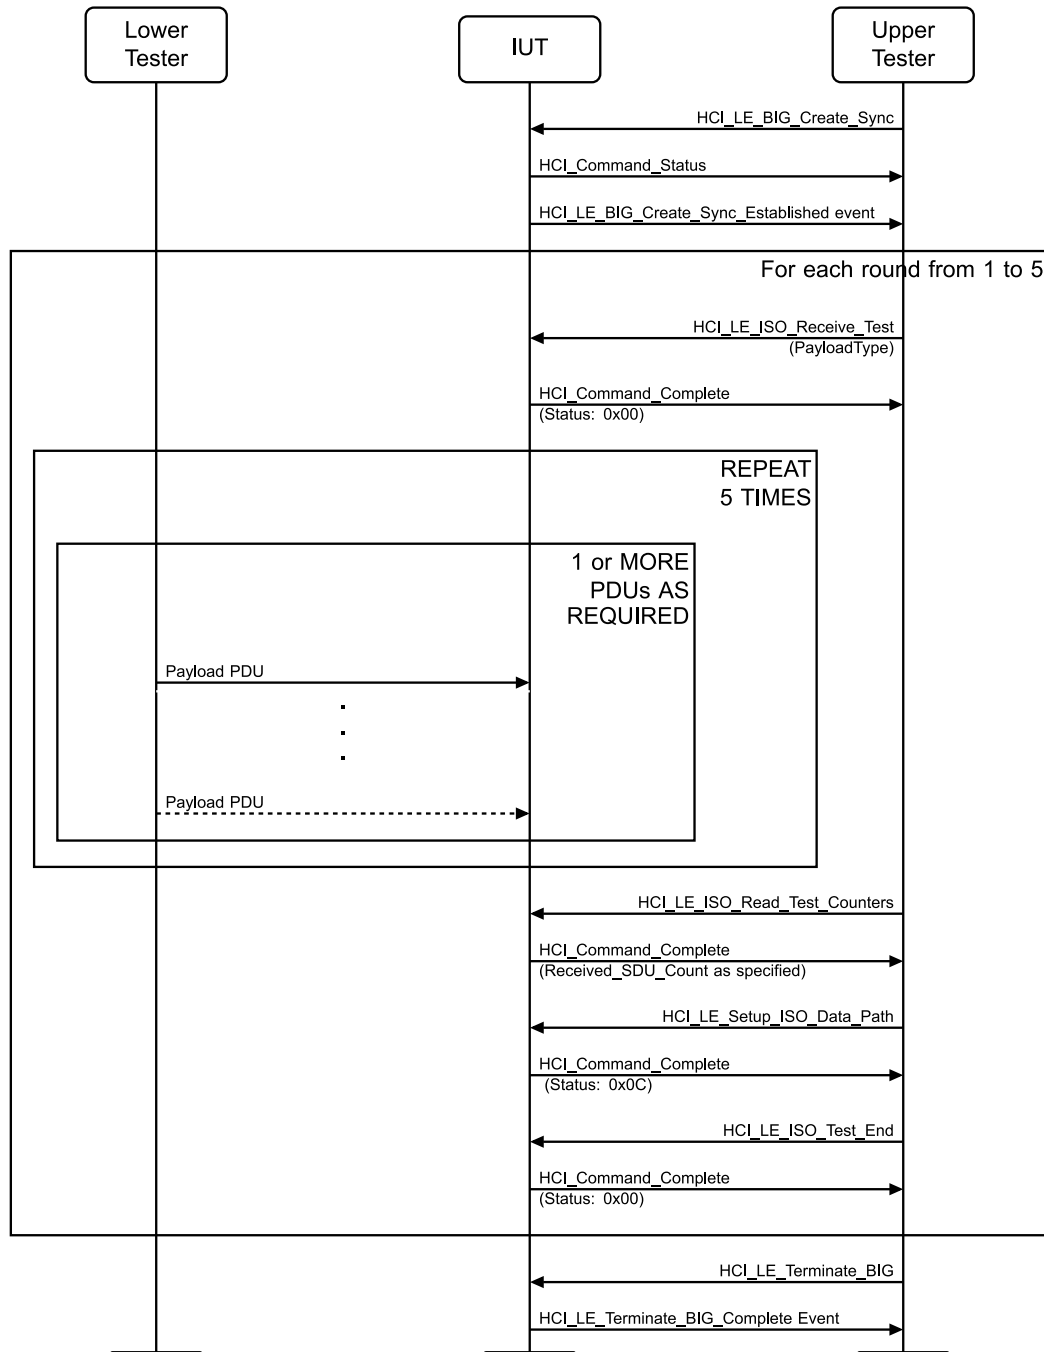 Lower
Tester
IUT
Upper
Tester
HCI_LE_BIG_Create_Sync
HCI_Command_Status
HCI_LE_BIG_Create_Sync_Established event
For each round from 1 to 5
HCI_LE_ISO_Receive_Test
(PayloadType)
HCI_Command_Complete
(Status: 0x00)
REPEAT
5 TIMES
1 or MORE
PDUs AS
REQUIRED
Payload PDU
Payload PDU
HCI_LE_ISO_Read_Test_Counters
HCI_Command_Complete
(Received_SDU_Count as specified)
HCI_LE_Setup_ISO_Data_Path
HCI_Command_Complete
(Status: 0x0C)
HCI_LE_ISO_Test_End
HCI_Command_Complete
(Status: 0x00)
HCI_LE_Terminate_BIG
HCI_LE_Terminate_BIG_Complete Event